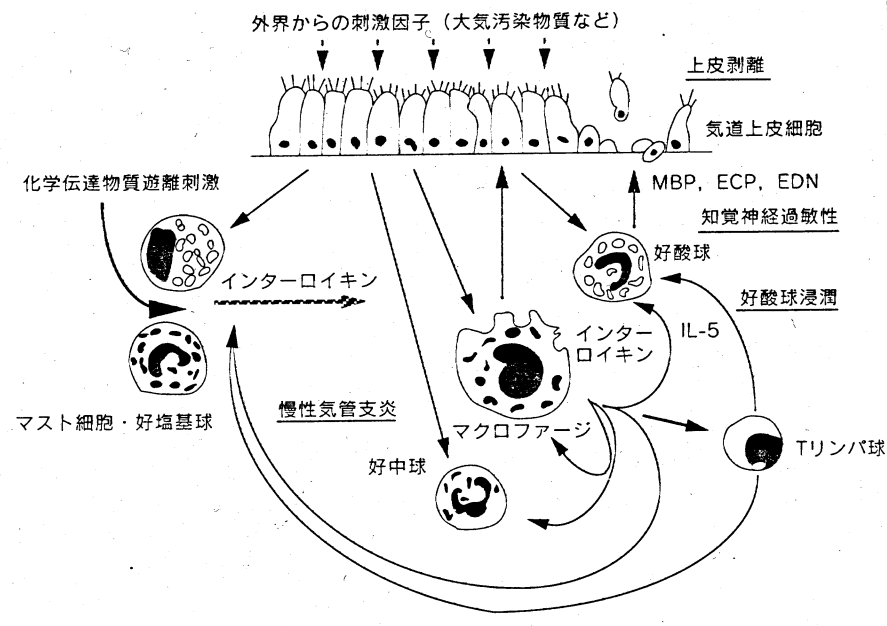 外界からの刺激因子（大気汚染物質など）
上皮剥離
気道上皮細胞
化学伝達物質遊離刺激
MBP，ECP，EDN
知覚神経過敏性
好酸球
インターロイキン
好酸球浸潤
インター
ロイキン
IL-5
慢性気管支炎
マスト細胞・好塩基球
マクロファージ
Tリンパ球
好中球